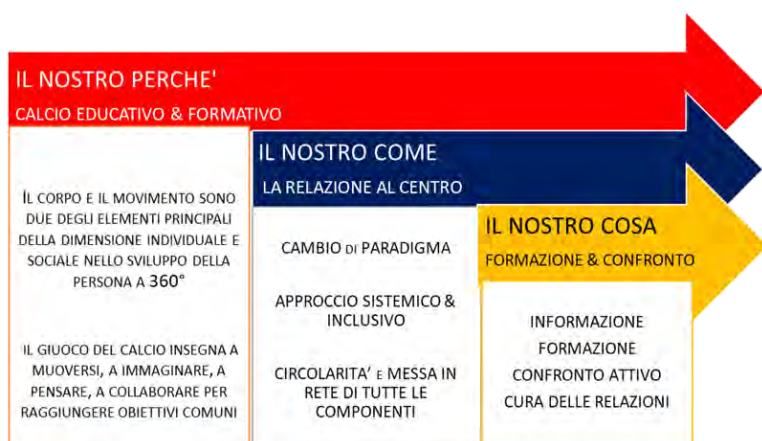 IL NOSTRO PERCHE'
CALCIO EDUCATIVO & FORMATIVO
IL CORPO E IL MOVIMENTO SONO
DUE DEGLI ELEMENTI PRINCIPALI
DELLA DIMENSIONE INDIVIDUALE E
SOCIALE NELLO SVILUPPO DELLA
PERSONA A 360°
IL GIUOCO DEL CALCIO INSEGNA A
MUOVERSI, A IMMAGINARE, A
PENSARE, A COLLABORARE PER
RAGGIUNGERE OBIETTIVI COMUNI
IL NOSTRO COME
LA RELAZIONE AL CENTRO
CAMBIO DI PARADIGMA
APPROCCIO SISTEMICO &
INCLUSIVO
CIRCOLARITA' E MESSA IN
RETE DI TUTTE LE
COMPONENTI
IL NOSTRO COSA
FORMAZIONE & CONFRONTO
INFORMAZIONE
FORMAZIONE
CONFRONTO ATTIVO
CURA DELLE RELAZIONI